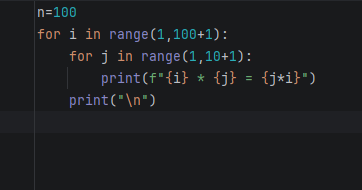 n=100
for i in range(1,100+1):
    for j in range(1,10+1):
        print(f"{i} * {j} = {j*i}")
    print("\n")